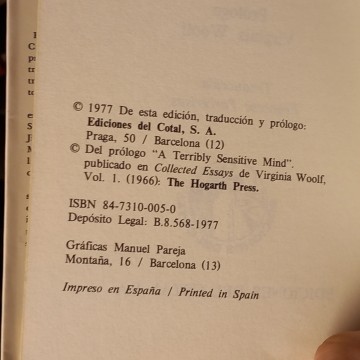 © 1977 De esta edición, traducción y prólogo:
Ediciones del Cotal, S. A.
Praga, 50 / Barcelona (12)
© Del prólogo "A Terribly Sensitive Mind".
publicado en Collected Essays de Virginia Woolf,
Vol. 1. (1966): The Hogarth Press.
ISBN 84-7310-005-0
Depósito Legal: B.8.568-1977
Gráficas Manuel Pareja
Montaña, 16 / Barcelona (13)
Impreso en España / Printed in Spain